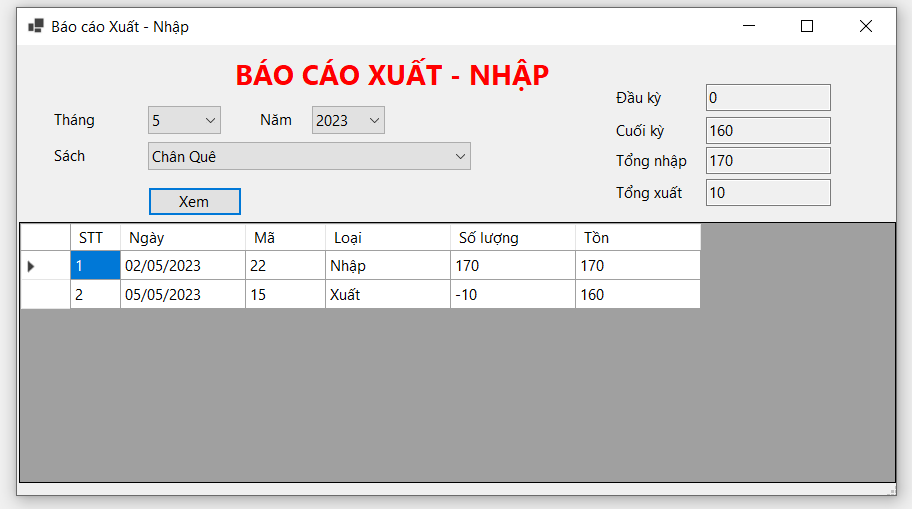 Báo cáo Xuất - Nhập
BÁO CÁO XUẤT - NHẬP
Tháng 5 Năm 2023
Sách Chân Quê
Xem
Đầu kỳ 0
Cuối kỳ 160
Tổng nhập 170
Tổng xuất 10
STT Ngày Mã Loại Số lượng Tồn
1 02/05/2023 22 Nhập 170 170
2 05/05/2023 15 Xuất -10 160